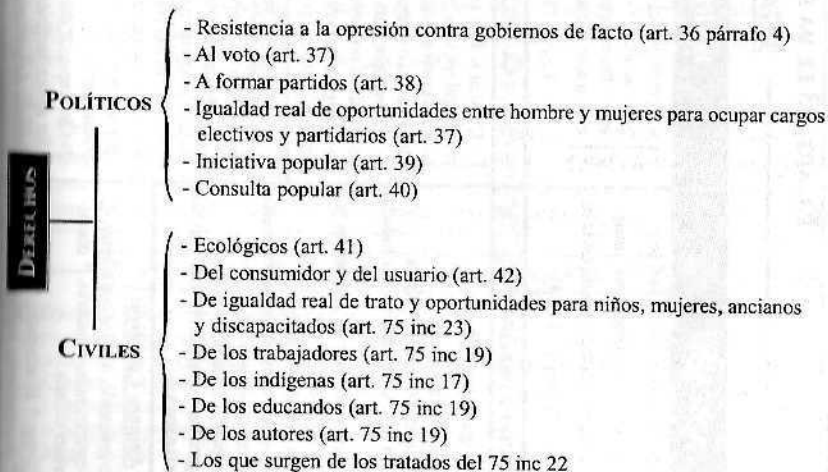 DERECHOS
POLÍTICOS
- Resistencia a la opresión contra gobiernos de facto (art. 36 párrafo 4)
- Al voto (art. 37)
- A formar partidos (art. 38)
- Igualdad real de oportunidades entre hombre y mujeres para ocupar cargos
electivos y partidarios (art. 37)
- Iniciativa popular (art. 39)
- Consulta popular (art. 40)
CIVILES
- Ecológicos (art. 41)
- Del consumidor y del usuario (art. 42)
- De igualdad real de trato y oportunidades para niños, mujeres, ancianos
y discapacitados (art. 75 inc 23)
- De los trabajadores (art. 75 inc 19)
- De los indígenas (art. 75 inc 17)
- De los educandos (art. 75 inc 19)
- De los autores (art. 75 inc 19)
- Los que surgen de los tratados del 75 inc 22